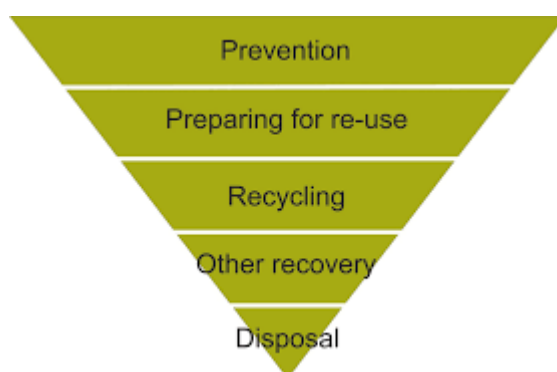 Prevention
Preparing for re-use
Recycling
Other recovery
Disposal